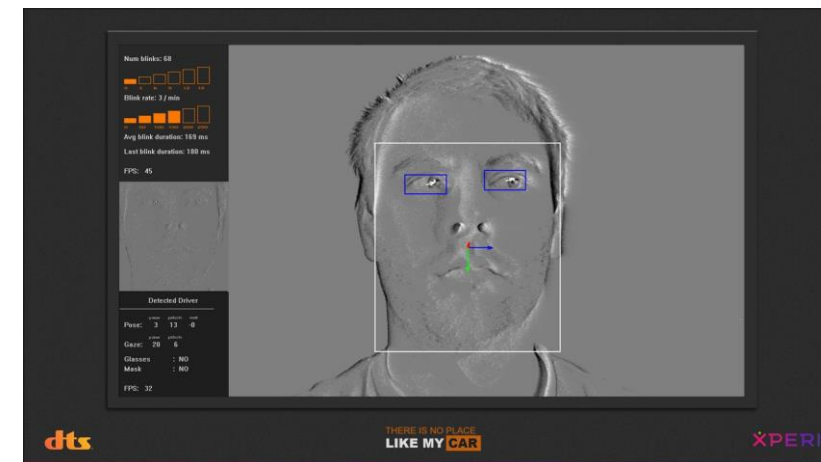 Num blinks: 68
Blink rate: 3 / min
Avg blink duration: 169 ms
Last blink duration: 180 ms
FPS: 45
Detected Driver
Pose: 3 13 -0
Gaze: 20 6
Glasses : NO
Mask : NO
FPS: 32
dts
THERE IS NO PLACE
LIKE MY CAR
XPERI